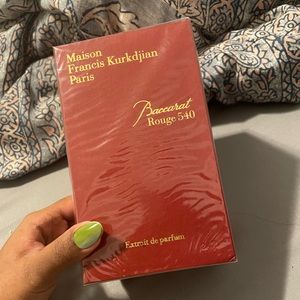 Maison
Francis Kurkdjian
Paris
Baccarat
Rouge 540
Extrait de parfum